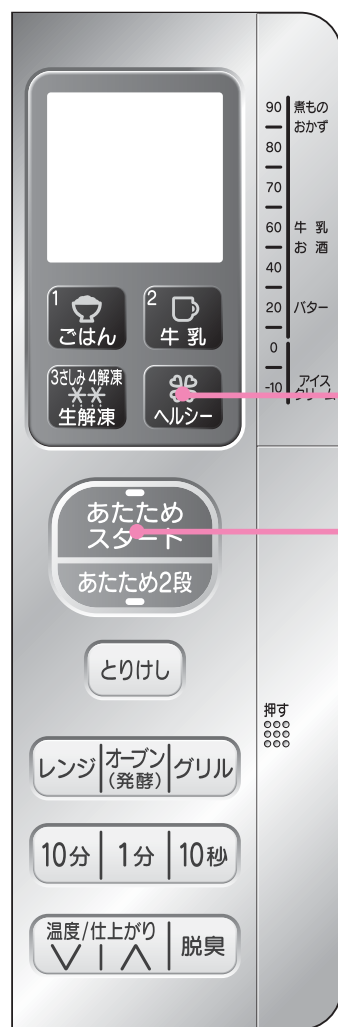 90 煮もの
おかず
80
70
60 牛 乳
お 酒
40
20 バター
0
-10 アイス
クリーム
1
ごはん
2
牛 乳
3さしみ 4解凍
生解凍
ヘルシー
あたため
スタート
あたため2段
とりけし
押す
レンジ
オーブン
(発酵)
グリル
10分 1分 10秒
温度/仕上がり
脱臭